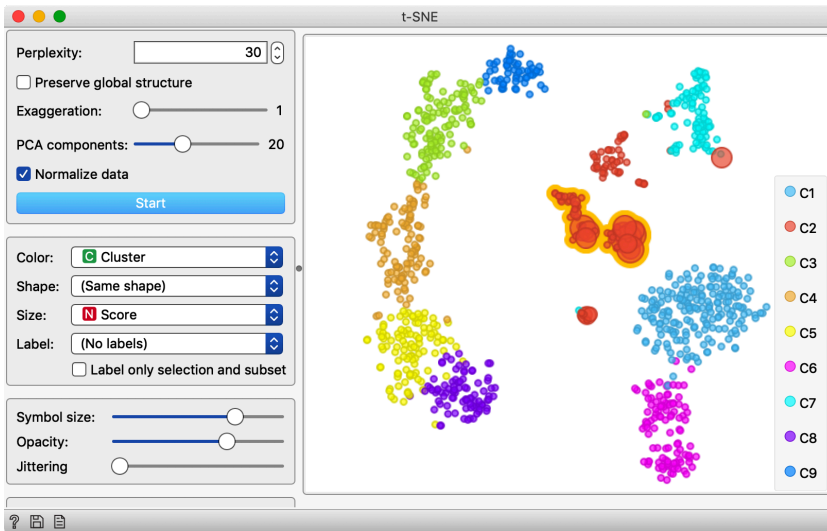 t-SNE
Perplexity: 30
Preserve global structure
Exaggeration: 1
PCA components: 20
Normalize data
Start
Color: C Cluster
Shape: (Same shape)
Size: N Score
Label: (No labels)
Label only selection and subset
Symbol size:
Opacity:
Jittering
C1
C2
C3
C4
C5
C6
C7
C8
C9
?